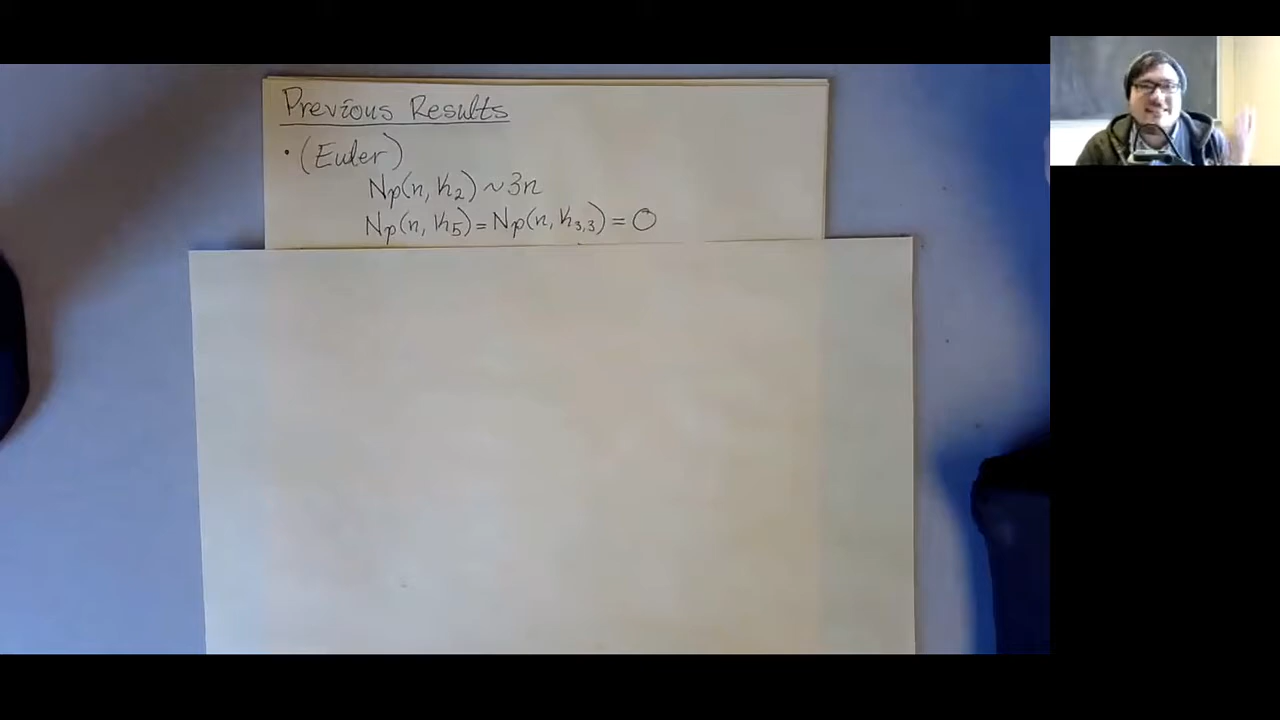 Previous Results
• (Euler)
Np(n, K₂) ~ 3n
Np(n, K₅) = Np(n, K₃,₃) = 0